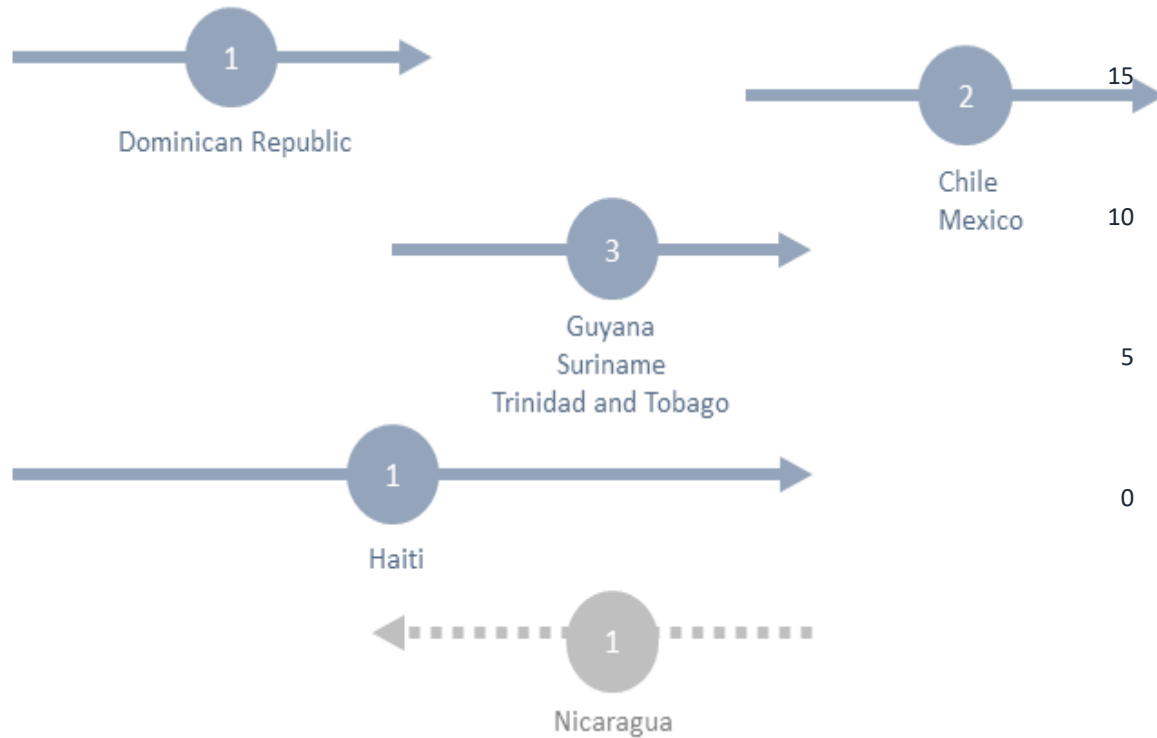 1
Dominican Republic
2
15
Chile
Mexico
10
3
Guyana
Suriname
Trinidad and Tobago
5
1
Haiti
0
1
Nicaragua